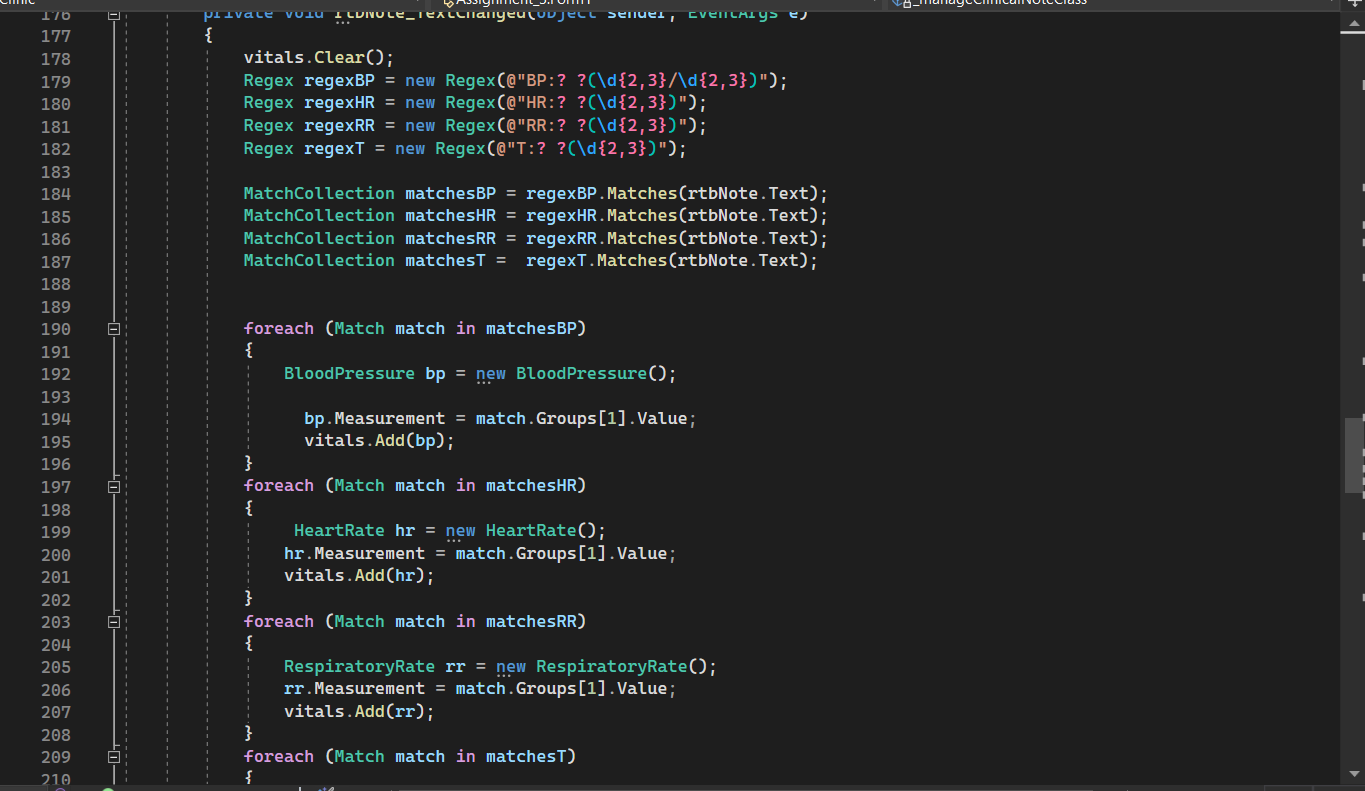 Clinic
Assignment_5.Form1
_manageClinicalNoteClass
176 private void rtbNote_TextChanged(object sender, EventArgs e)
177 {
178 vitals.Clear();
179 Regex regexBP = new Regex(@"BP:? ?(\d{2,3}/\d{2,3})");
180 Regex regexHR = new Regex(@"HR:? ?(\d{2,3})");
181 Regex regexRR = new Regex(@"RR:? ?(\d{2,3})");
182 Regex regexT = new Regex(@"T:? ?(\d{2,3})");
183
184 MatchCollection matchesBP = regexBP.Matches(rtbNote.Text);
185 MatchCollection matchesHR = regexHR.Matches(rtbNote.Text);
186 MatchCollection matchesRR = regexRR.Matches(rtbNote.Text);
187 MatchCollection matchesT =  regexT.Matches(rtbNote.Text);
188
189
190 foreach (Match match in matchesBP)
191 {
192 BloodPressure bp = new BloodPressure();
193
194 bp.Measurement = match.Groups[1].Value;
195 vitals.Add(bp);
196 }
197 foreach (Match match in matchesHR)
198 {
199 HeartRate hr = new HeartRate();
200 hr.Measurement = match.Groups[1].Value;
201 vitals.Add(hr);
202 }
203 foreach (Match match in matchesRR)
204 {
205 RespiratoryRate rr = new RespiratoryRate();
206 rr.Measurement = match.Groups[1].Value;
207 vitals.Add(rr);
208 }
209 foreach (Match match in matchesT)
210 {